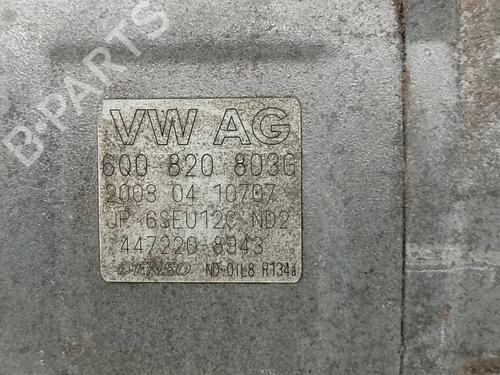 B-PARTS
VW AG
6Q0 820 803G
2003 04 10707
JP 6SEU12C ND2
447220-8943
DENSO ND-OIL8 R134a